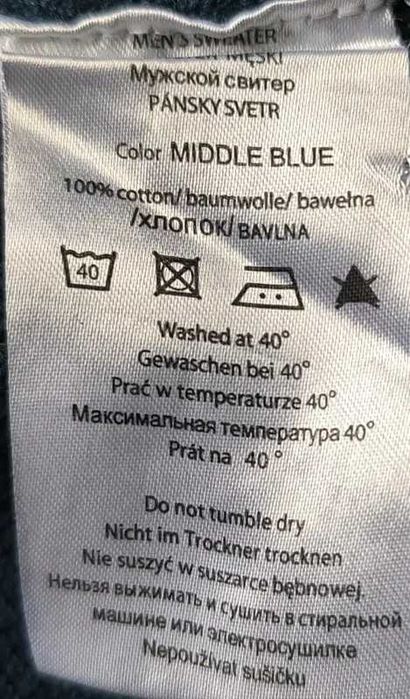 MEN'S SWEATER
MĘSKI
Мужской свитер
PÁNSKY SVETR
Color MIDDLE BLUE
100% cotton/ baumwolle/ bawełna
/хлопок/ BAVLNA
40
Washed at 40°
Gewaschen bei 40°
Prać w temperaturze 40°
Максимальная температура 40°
Prát na 40°
Do not tumble dry
Nicht im Trockner trocknen
Nie suszyć w suszarce bębnowej.
Нельзя выжимать и сушить в стиральной
машине или электросушилке
Nepoužívat sušičku